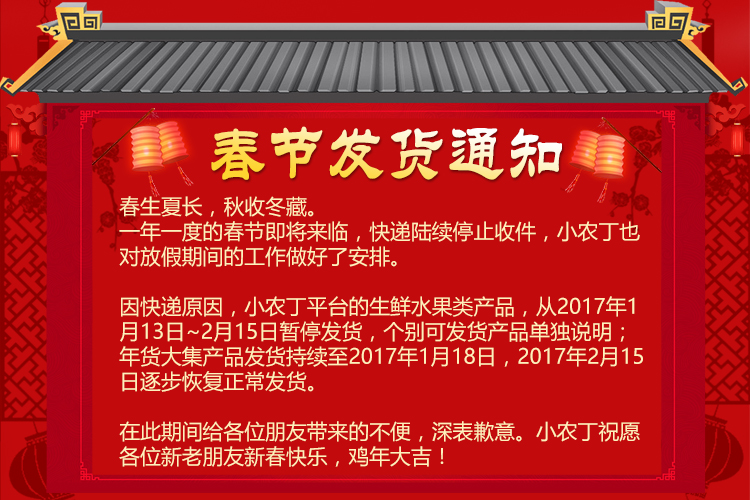 春节发货通知
春生夏长，秋收冬藏。
一年一度的春节即将来临，快递陆续停止收件，小农丁也
对放假期间的工作做好了安排。
因快递原因，小农丁平台的生鲜水果类产品，从2017年1
月13日~2月15日暂停发货，个别可发货产品单独说明；
年货大集产品发货持续至2017年1月18日，2017年2月15
日逐步恢复正常发货。
在此期间给各位朋友带来的不便，深表歉意。小农丁祝愿
各位新老朋友新春快乐，鸡年大吉！